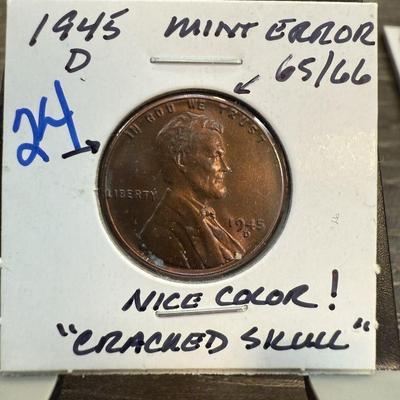 1945 MINT ERROR
D 65/66
24
IN GOD WE TRUST
LIBERTY
1945
D
NICE COLOR!
"CRACKED SKULL"